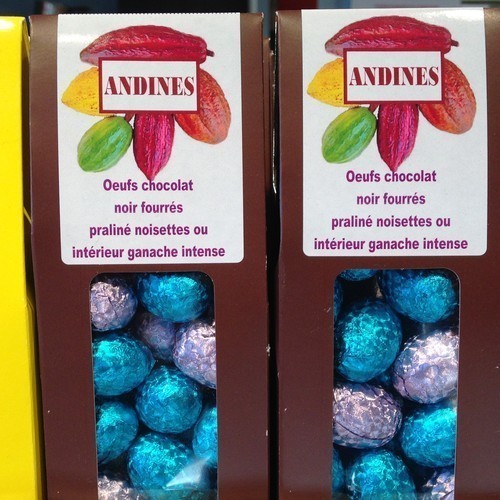 ANDINES
Oeufs chocolat
noir fourrés
praliné noisettes ou
intérieur ganache intense
ANDINES
Oeufs chocolat
noir fourrés
praliné noisettes ou
intérieur ganache intense